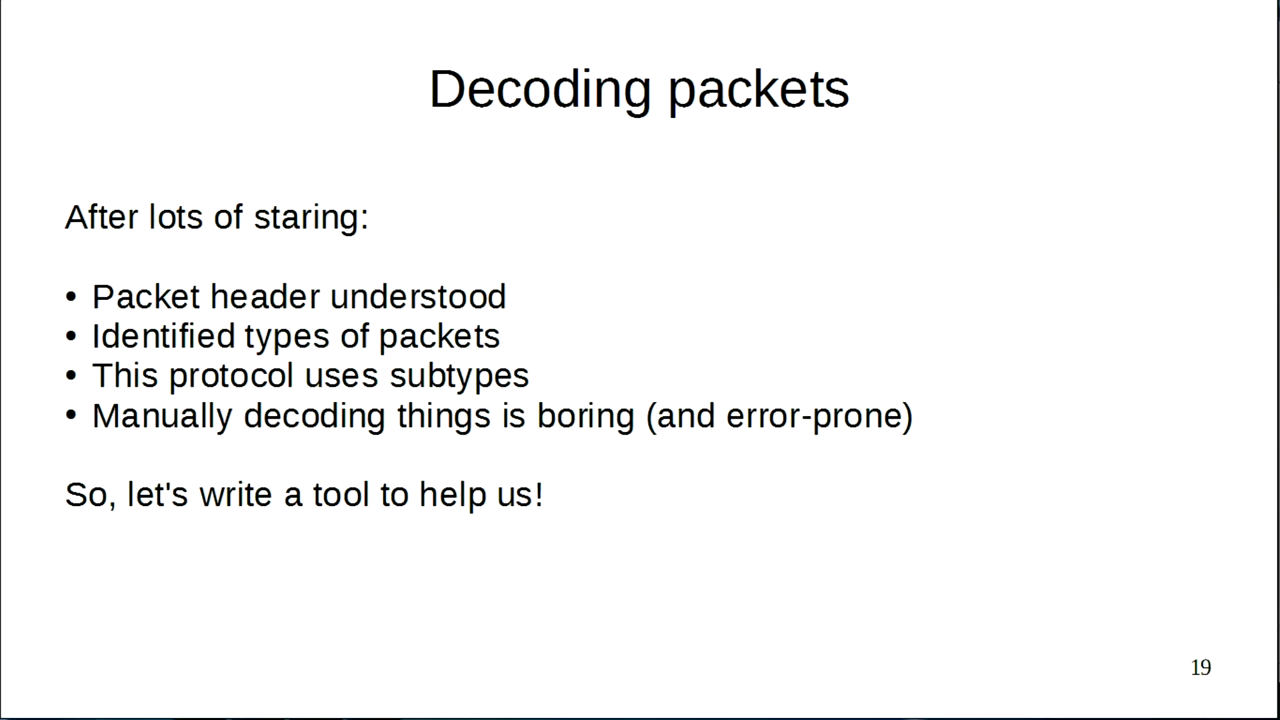 Decoding packets
After lots of staring:
• Packet header understood
• Identified types of packets
• This protocol uses subtypes
• Manually decoding things is boring (and error-prone)
So, let's write a tool to help us!
19